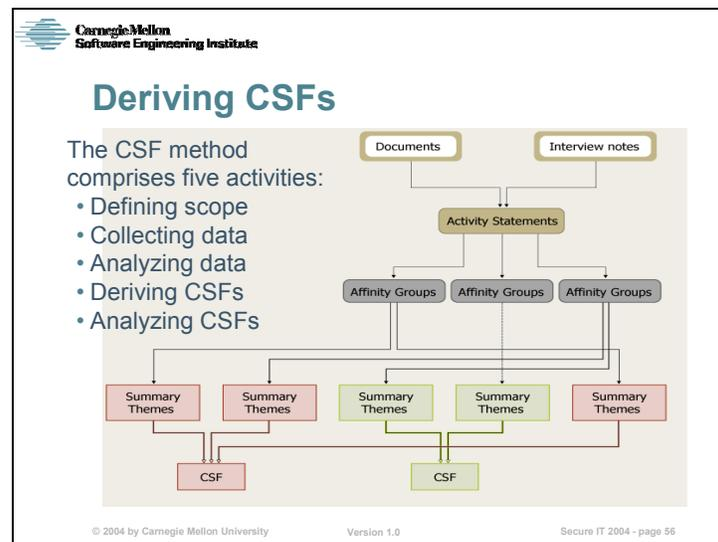 Carnegie Mellon
Software Engineering Institute
Deriving CSFs
The CSF method
comprises five activities:
• Defining scope
• Collecting data
• Analyzing data
• Deriving CSFs
• Analyzing CSFs
Documents
Interview notes
Activity Statements
Affinity Groups
Affinity Groups
Affinity Groups
Summary
Themes
Summary
Themes
Summary
Themes
Summary
Themes
Summary
Themes
CSF
CSF
© 2004 by Carnegie Mellon University
Version 1.0
Secure IT 2004 - page 56